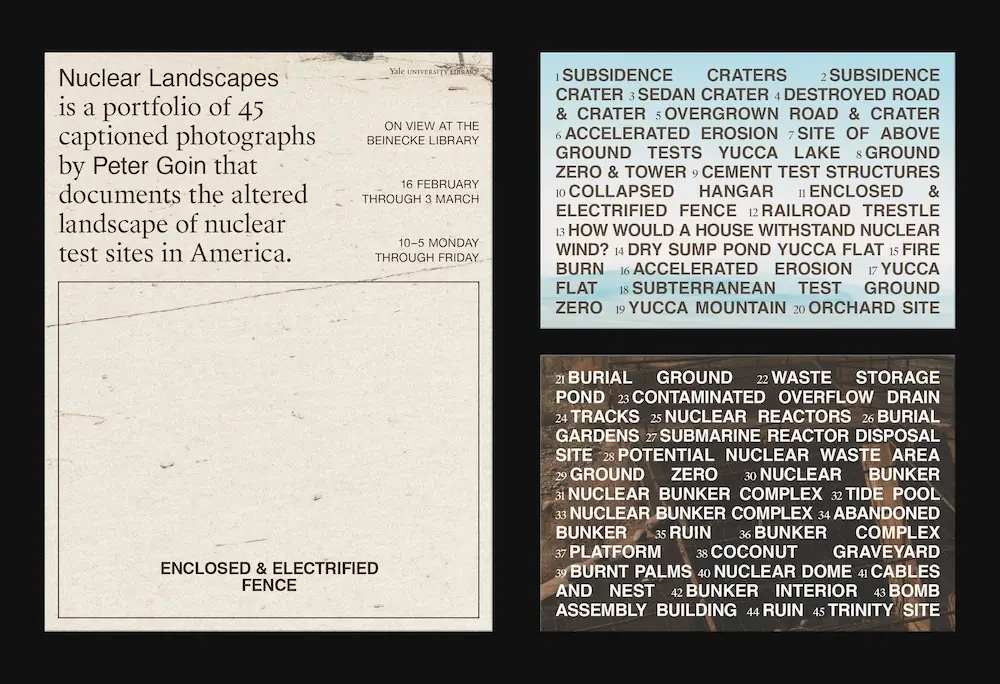 Nuclear Landscapes
is a portfolio of 45
captioned photographs
by Peter Goin that
documents the altered
landscape of nuclear
test sites in America.
Yale UNIVERSITY LIBRARY
ON VIEW AT THE
BEINECKE LIBRARY
16 FEBRUARY
THROUGH 3 MARCH
10–5 MONDAY
THROUGH FRIDAY
ENCLOSED & ELECTRIFIED
FENCE
1 SUBSIDENCE CRATERS 2 SUBSIDENCE
CRATER 3 SEDAN CRATER 4 DESTROYED ROAD
& CRATER 5 OVERGROWN ROAD & CRATER
6 ACCELERATED EROSION 7 SITE OF ABOVE
GROUND TESTS YUCCA LAKE 8 GROUND
ZERO & TOWER 9 CEMENT TEST STRUCTURES
10 COLLAPSED HANGAR 11 ENCLOSED &
ELECTRIFIED FENCE 12 RAILROAD TRESTLE
13 HOW WOULD A HOUSE WITHSTAND NUCLEAR
WIND? 14 DRY SUMP POND YUCCA FLAT 15 FIRE
BURN 16 ACCELERATED EROSION 17 YUCCA
FLAT 18 SUBTERRANEAN TEST GROUND
ZERO 19 YUCCA MOUNTAIN 20 ORCHARD SITE
21 BURIAL GROUND 22 WASTE STORAGE
POND 23 CONTAMINATED OVERFLOW DRAIN
24 TRACKS 25 NUCLEAR REACTORS 26 BURIAL
GARDENS 27 SUBMARINE REACTOR DISPOSAL
SITE 28 POTENTIAL NUCLEAR WASTE AREA
29 GROUND ZERO 30 NUCLEAR BUNKER
31 NUCLEAR BUNKER COMPLEX 32 TIDE POOL
33 NUCLEAR BUNKER COMPLEX 34 ABANDONED
BUNKER 35 RUIN 36 BUNKER COMPLEX
37 PLATFORM 38 COCONUT GRAVEYARD
39 BURNT PALMS 40 NUCLEAR DOME 41 CABLES
AND NEST 42 BUNKER INTERIOR 43 BOMB
ASSEMBLY BUILDING 44 RUIN 45 TRINITY SITE